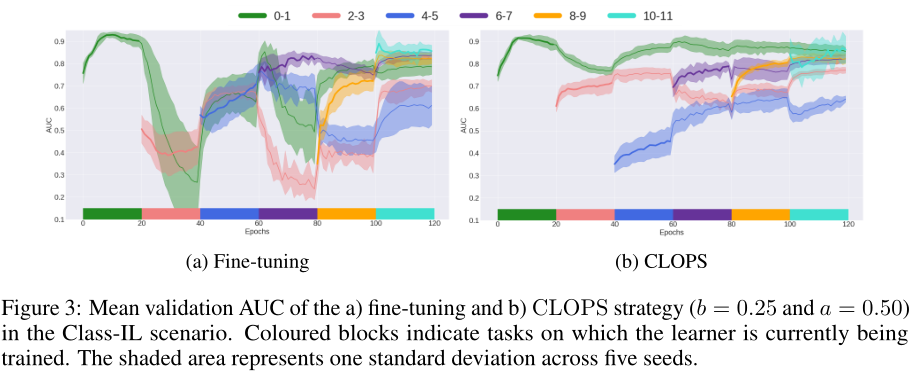 0-1 2-3 4-5 6-7 8-9 10-11
AUC
0.9
0.8
0.7
0.6
0.5
0.4
0.3
0.2
0.1
0 20 40 60 80 100 120
Epochs
AUC
0.9
0.8
0.7
0.6
0.5
0.4
0.3
0.2
0.1
0 20 40 60 80 100 120
Epochs
(a) Fine-tuning
(b) CLOPS
Figure 3: Mean validation AUC of the a) fine-tuning and b) CLOPS strategy (b = 0.25 and a = 0.50)
in the Class-IL scenario. Coloured blocks indicate tasks on which the learner is currently being
trained. The shaded area represents one standard deviation across five seeds.